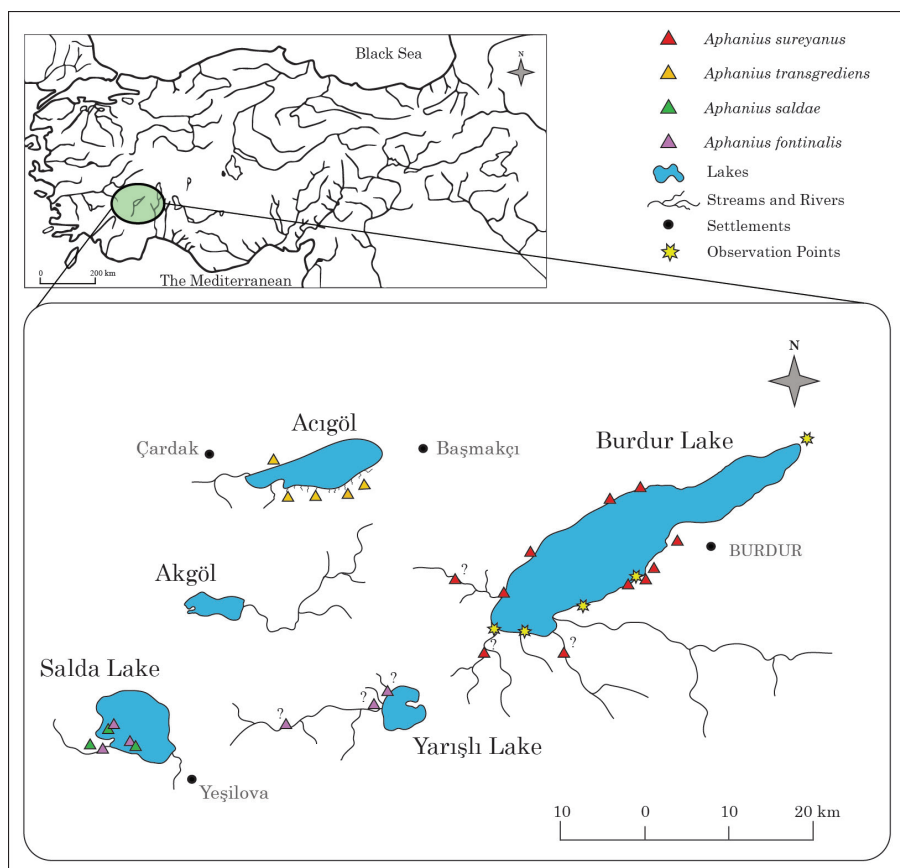 Black Sea
N
0 200 km
The Mediterranean
Aphanius sureyanus
Aphanius transgrediens
Aphanius saldae
Aphanius fontinalis
Lakes
Streams and Rivers
Settlements
Observation Points
N
Acıgöl
Çardak
Başmakçı
Burdur Lake
BURDUR
?
Akgöl
? ?
Salda Lake
?
?
Yarışlı Lake
Yeşilova
10 0 20 km